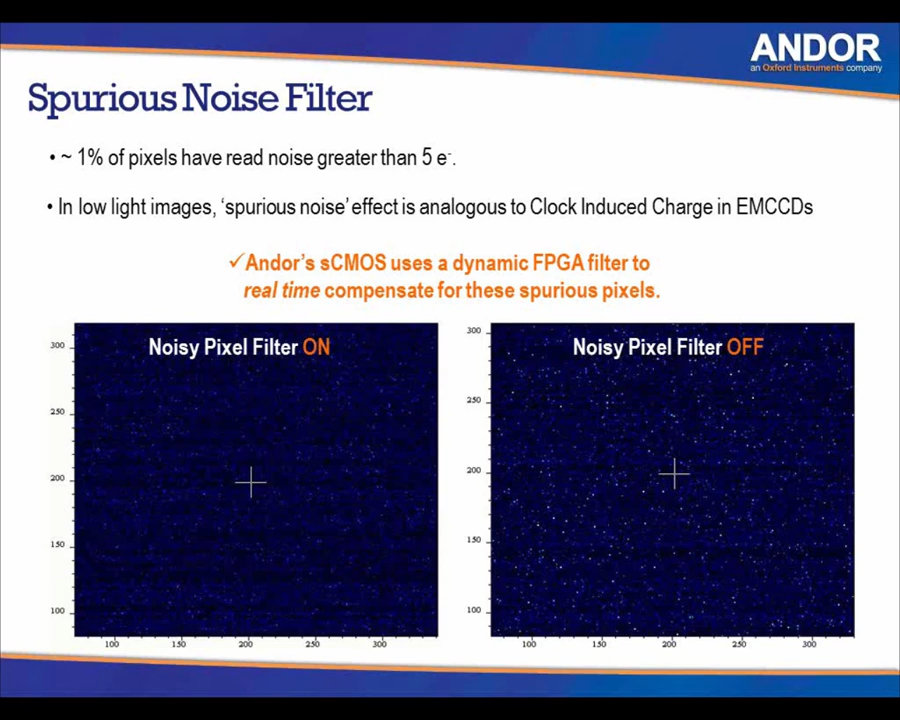 ANDOR
an Oxford Instruments company
Spurious Noise Filter
• ~ 1% of pixels have read noise greater than 5 e⁻.
• In low light images, ‘spurious noise’ effect is analogous to Clock Induced Charge in EMCCDs
✓Andor’s sCMOS uses a dynamic FPGA filter to
real time compensate for these spurious pixels.
Noisy Pixel Filter ON
300
250
200
150
100
100 150 200 250 300
Noisy Pixel Filter OFF
300
250
200
150
100
100 150 200 250 300